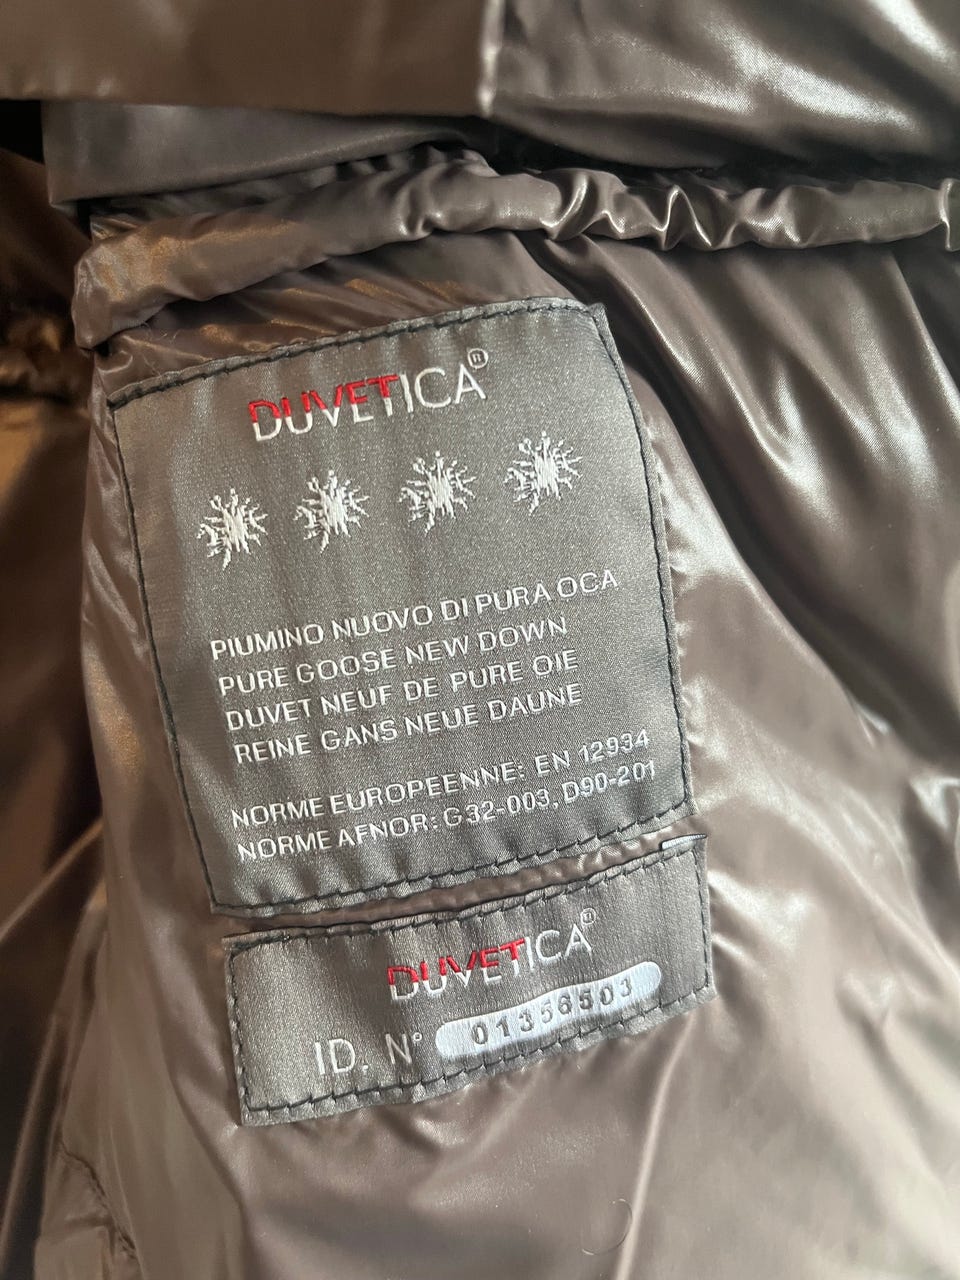 DUVETICA®
PIUMINO NUOVO DI PURA OCA
PURE GOOSE NEW DOWN
DUVET NEUF DE PURE OIE
REINE GANS NEUE DAUNE
NORME EUROPEENNE: EN 12934
NORME AFNOR: G32-003, D90-201
DUVETICA®
ID. N° 01356503